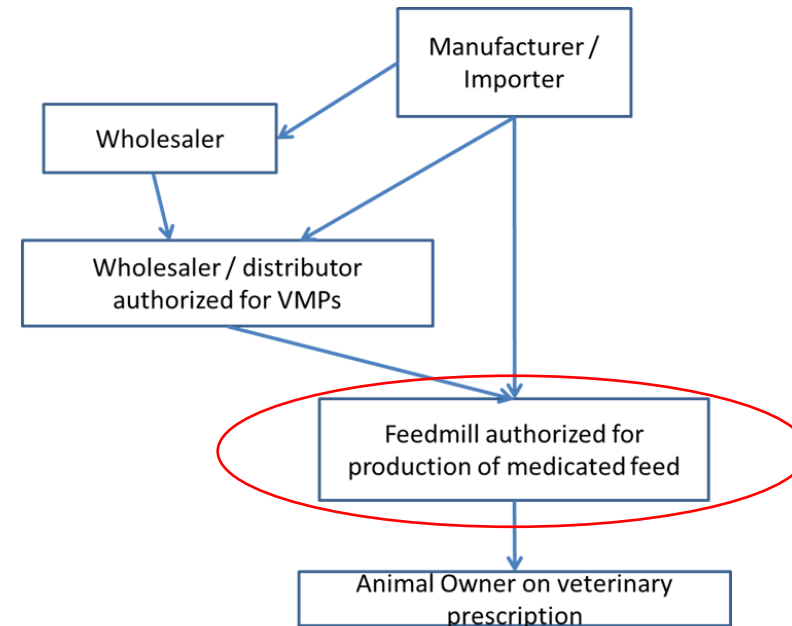 Manufacturer /
Importer
Wholesaler
Wholesaler / distributor
authorized for VMPs
Feedmill authorized for
production of medicated feed
Animal Owner on veterinary
prescription